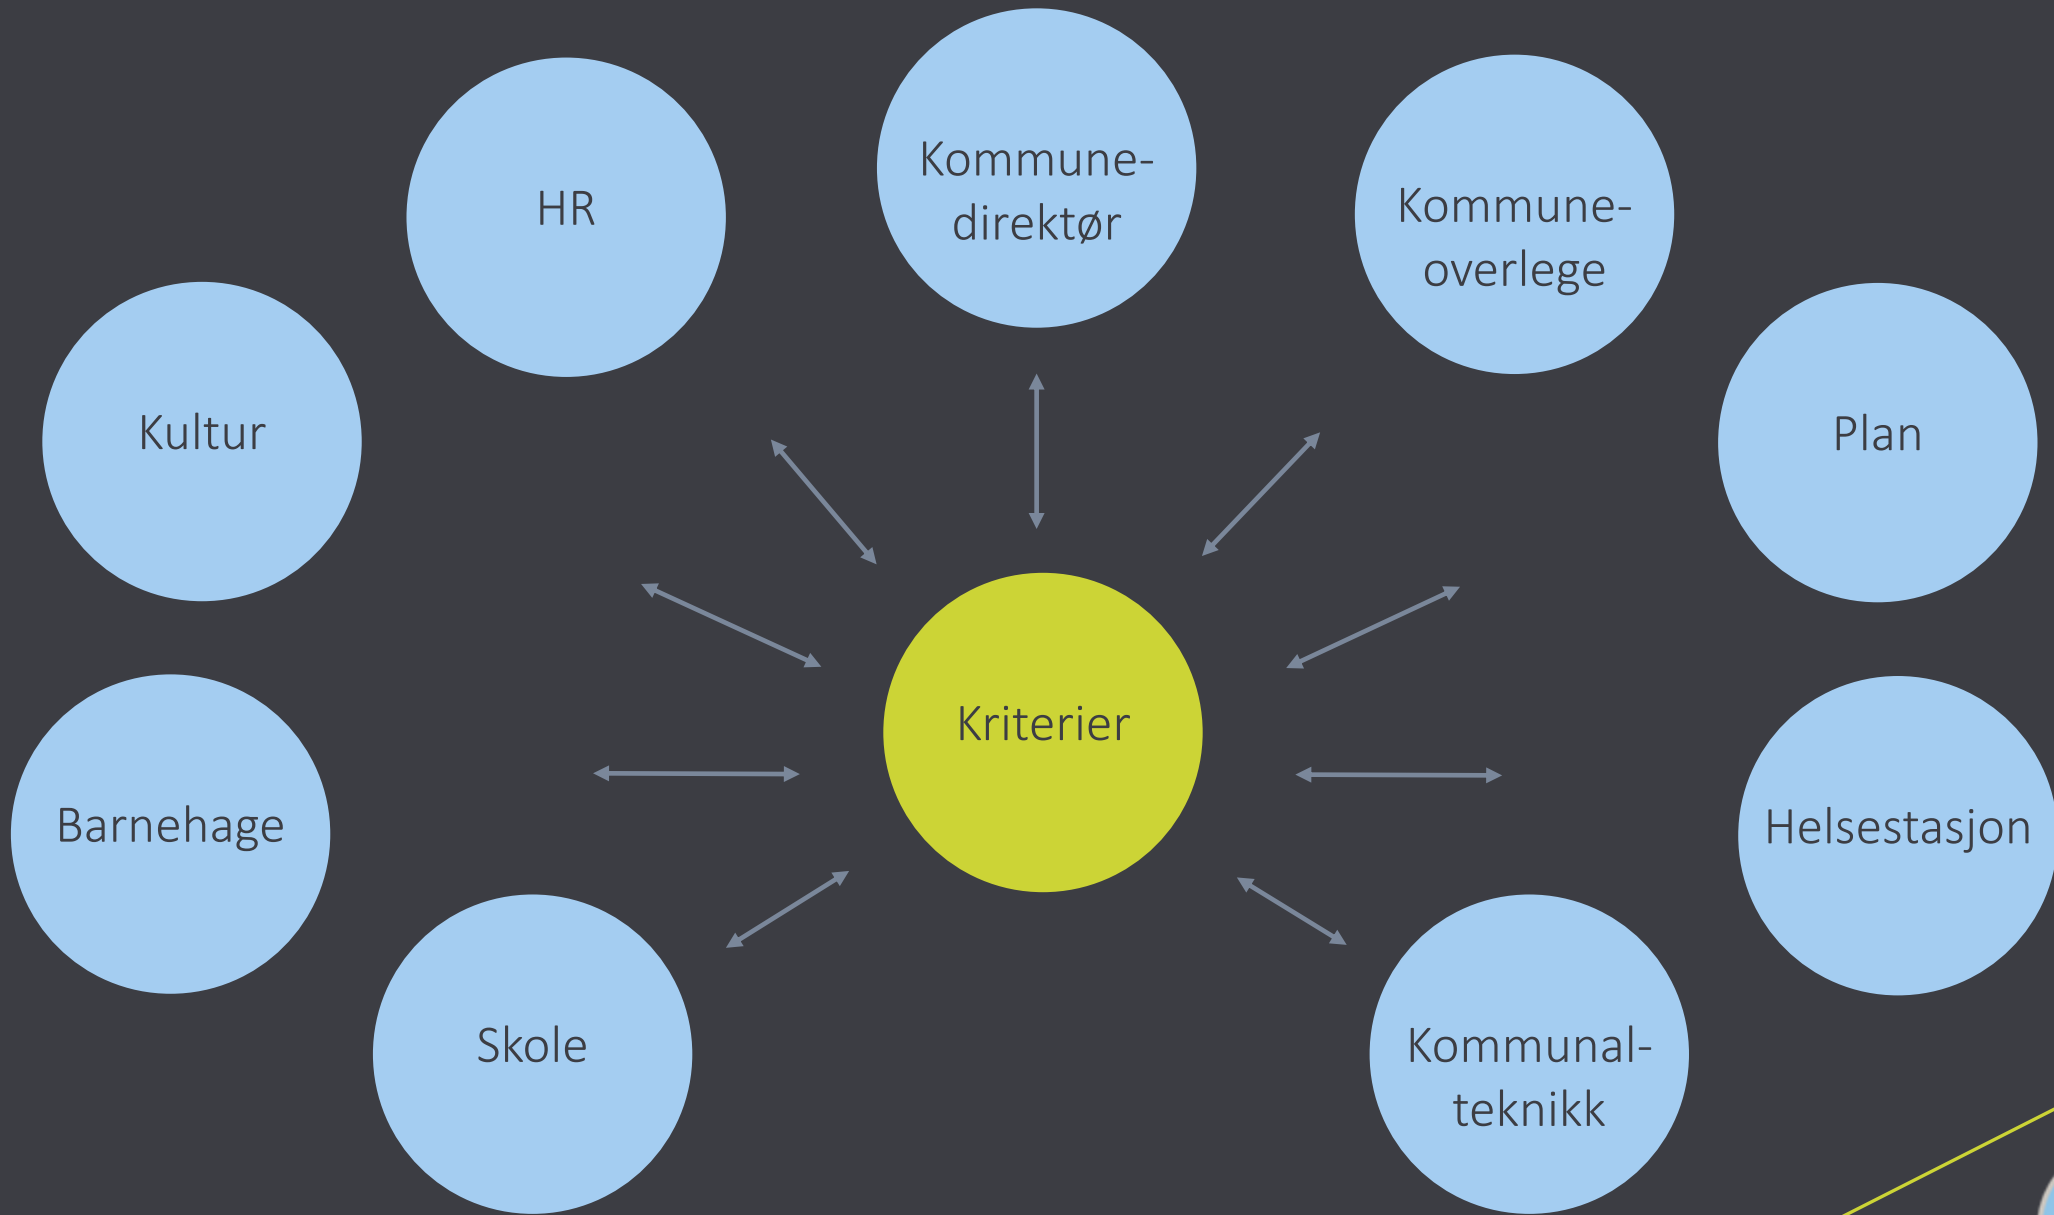 Kommune-
direktør
HR
Kommune-
overlege
Kultur
Plan
Kriterier
Barnehage
Helsestasjon
Skole
Kommunal-
teknikk